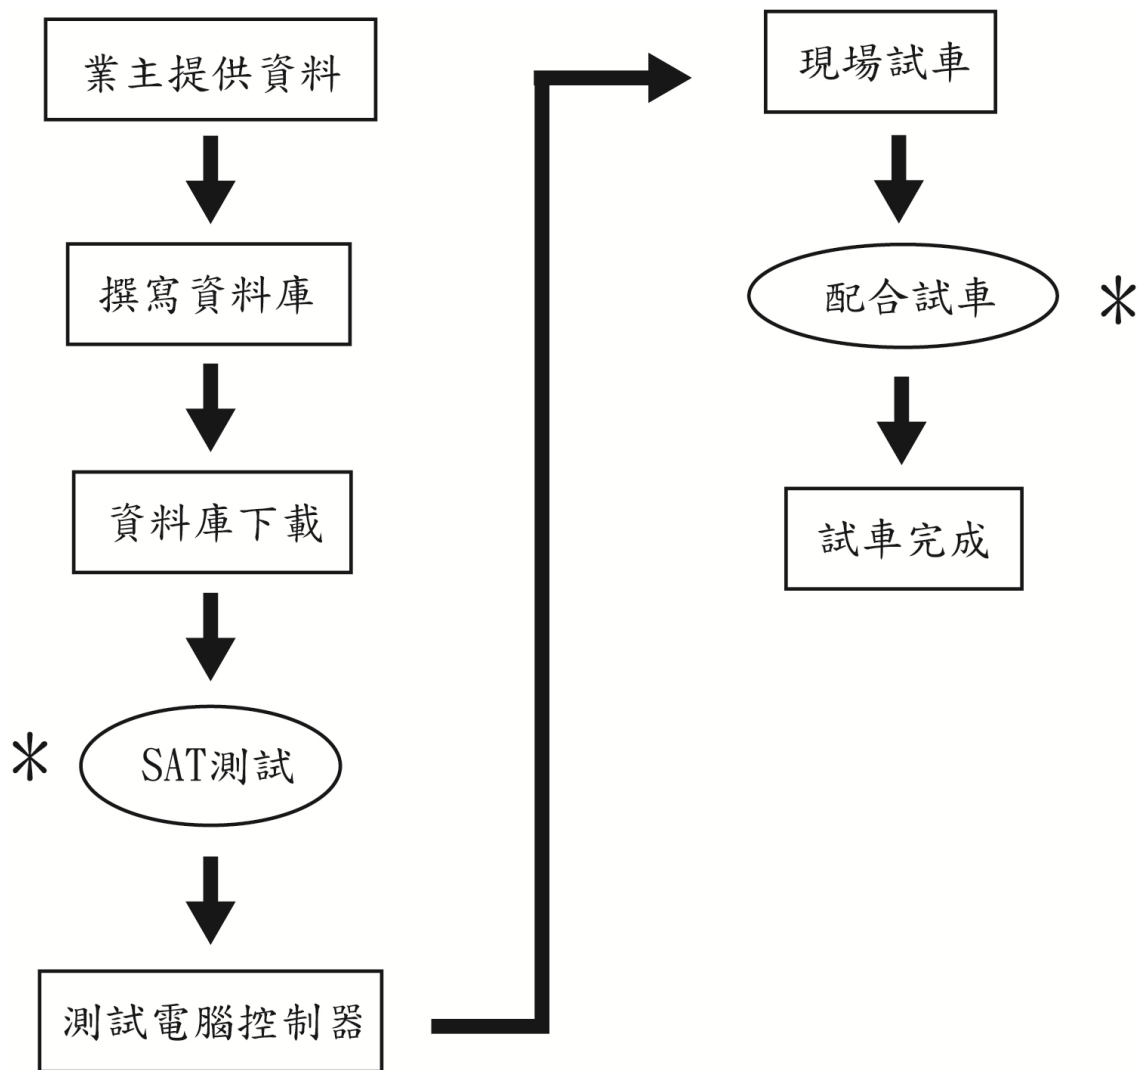 業主提供資料
撰寫資料庫
資料庫下載
* SAT測試
測試電腦控制器
現場試車
配合試車 *
試車完成